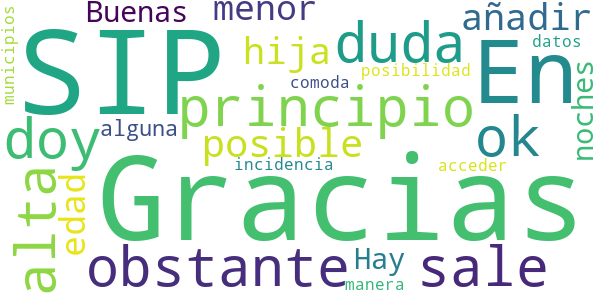 municipios
Buenas
menor
añadir
SIP
hija
duda
En
datos
posibilidad
comoda
principio
noches
doy
alguna
posible
ok
incidencia
acceder
alta
edad
Gracias
obstante
Hay
sale
manera